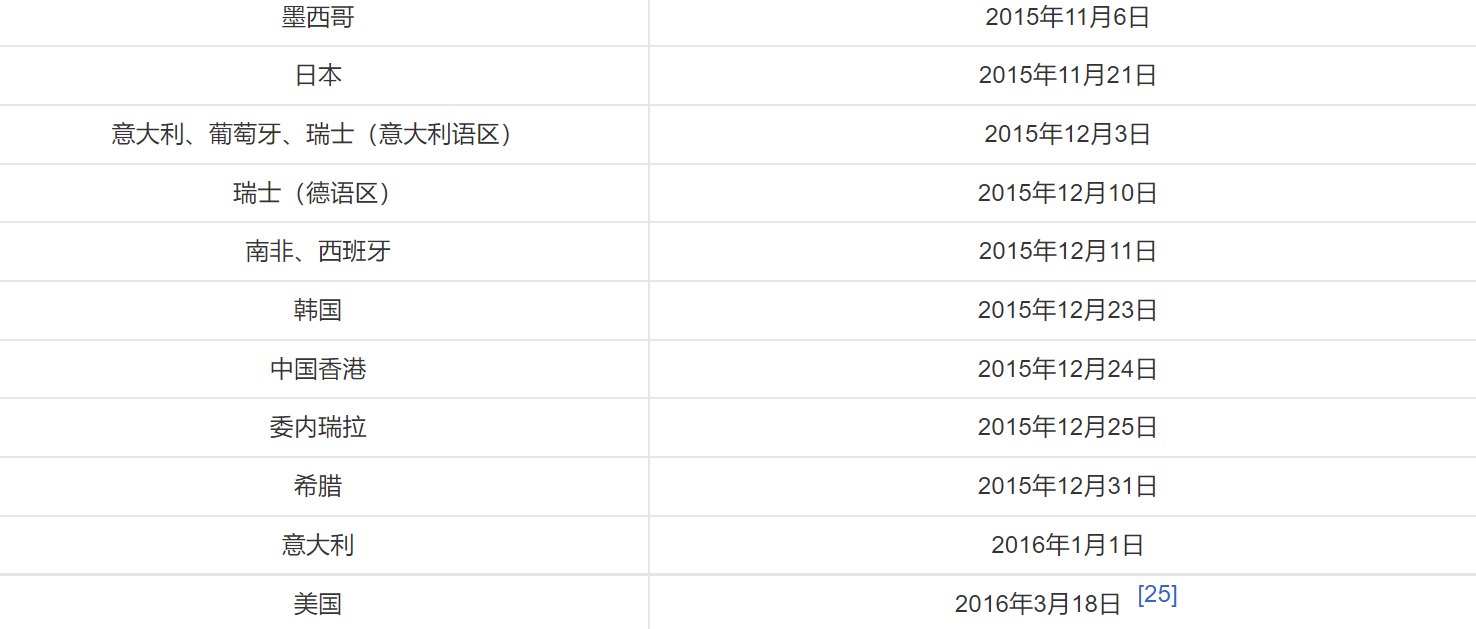 墨西哥 2015年11月6日
日本 2015年11月21日
意大利、葡萄牙、瑞士（意大利语区） 2015年12月3日
瑞士（德语区） 2015年12月10日
南非、西班牙 2015年12月11日
韩国 2015年12月23日
中国香港 2015年12月24日
委内瑞拉 2015年12月25日
希腊 2015年12月31日
意大利 2016年1月1日
美国 2016年3月18日 [25]